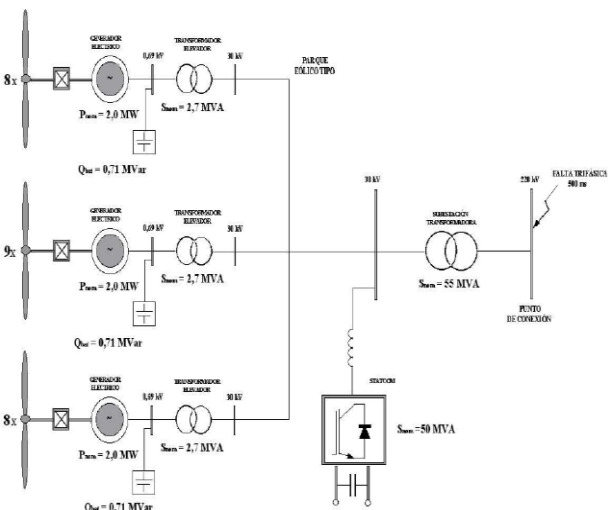 GENERADOR
ELÉCTRICO
TRANSFORMADOR
ELEVADOR
0,69 kV
30 kV
8x
Pnom = 2,0 MW
Snom = 2,7 MVA
Qbat = 0,71 MVar
PARQUE
EÓLICO TIPO
GENERADOR
ELÉCTRICO
TRANSFORMADOR
ELEVADOR
0,69 kV
30 kV
9x
Pnom = 2,0 MW
Snom = 2,7 MVA
Qbat = 0,71 MVar
30 kV
SUBESTACIÓN
TRANSFORMADORA
Snom = 55 MVA
220 kV
FALTA TRIFÁSICA
500 ms
PUNTO
DE CONEXIÓN
GENERADOR
ELÉCTRICO
TRANSFORMADOR
ELEVADOR
0,69 kV
30 kV
8x
Pnom = 2,0 MW
Snom = 2,7 MVA
Qbat = 0,71 MVar
STATCOM
Snom = 50 MVA